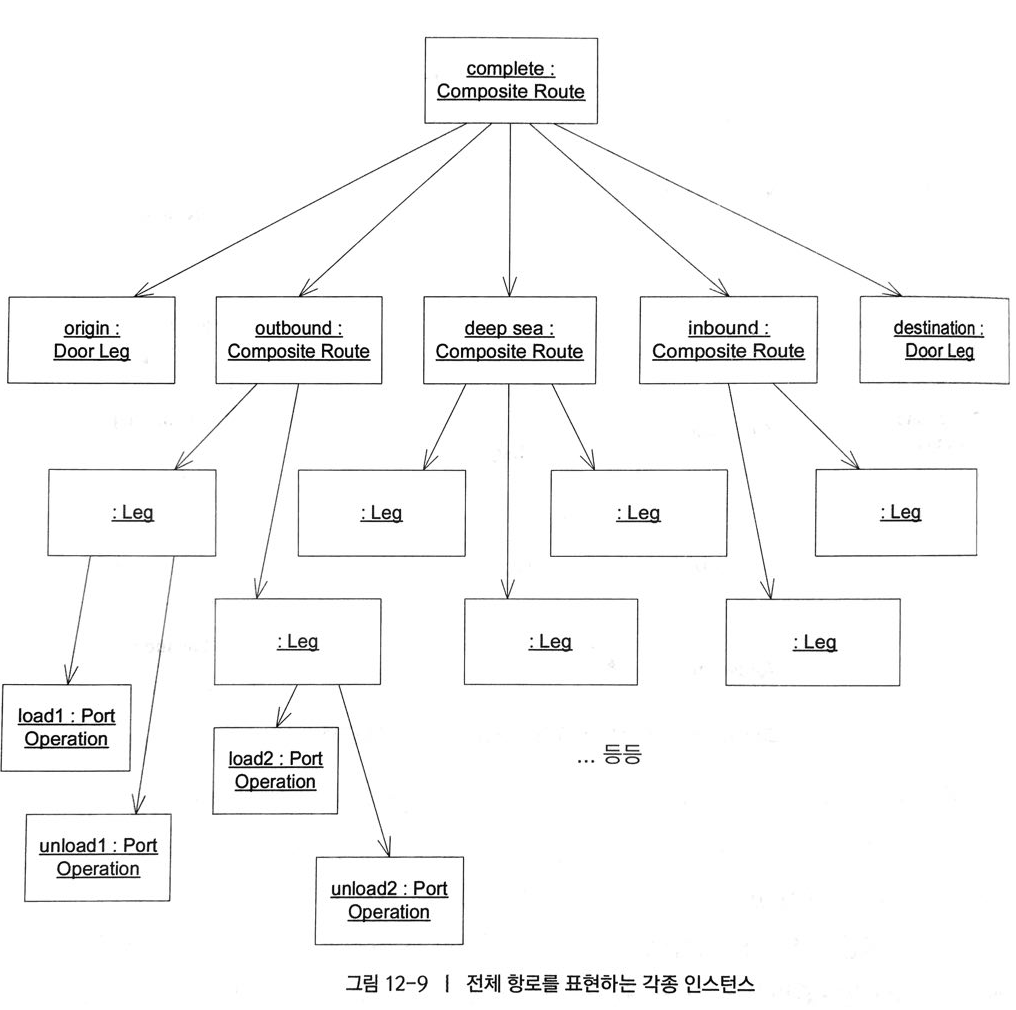 complete :
Composite Route
origin :
Door Leg
outbound :
Composite Route
deep sea :
Composite Route
inbound :
Composite Route
destination :
Door Leg
: Leg
: Leg
: Leg
: Leg
: Leg
: Leg
: Leg
load1 : Port
Operation
load2 : Port
Operation
... 등등
unload1 : Port
Operation
unload2 : Port
Operation
그림 12-9 | 전체 항로를 표현하는 각종 인스턴스